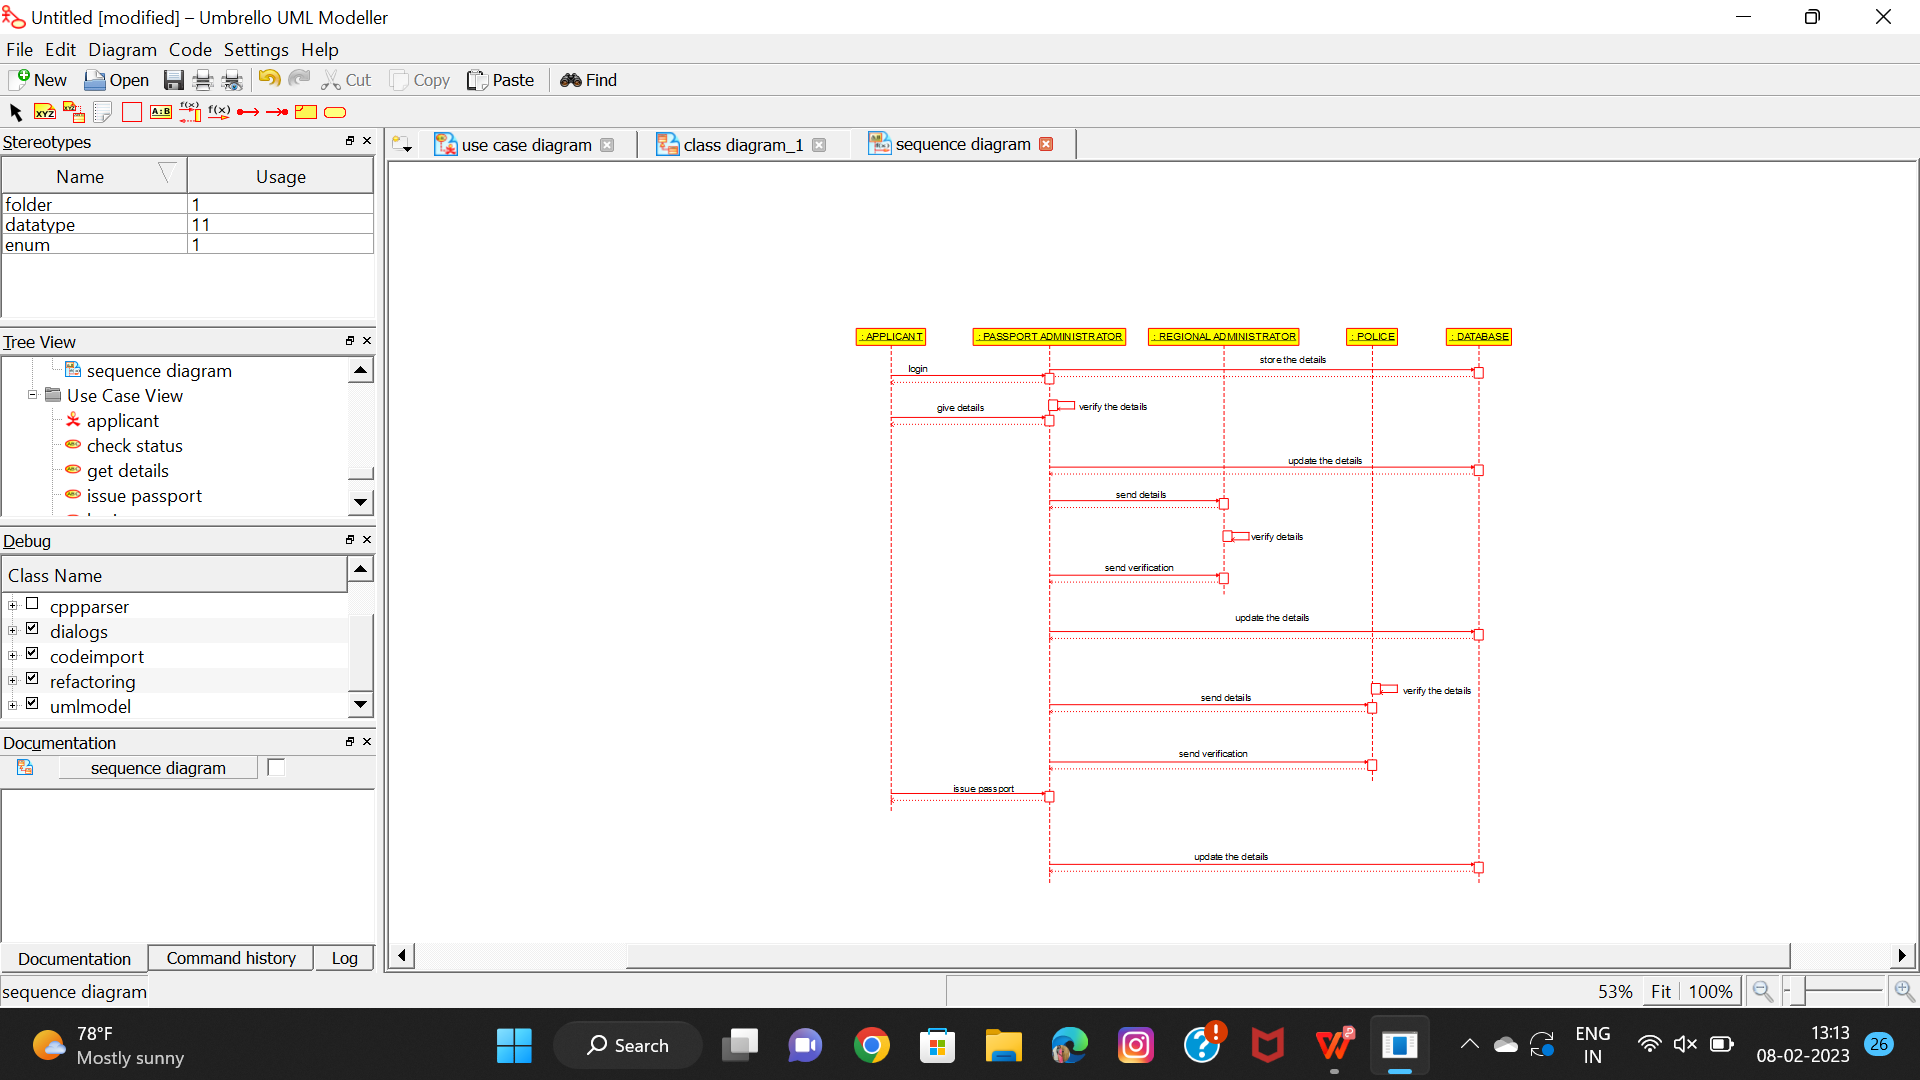 Untitled [modified] – Umbrello UML Modeller
File Edit Diagram Code Settings Help
New Open Cut Copy Paste Find
XYZ XYZ A:B f(x) f(x)
Stereotypes
Name Usage
folder 1
datatype 11
enum 1
Tree View
sequence diagram
Use Case View
applicant
check status
get details
issue passport
Debug
Class Name
cppparser
dialogs
codeimport
refactoring
umlmodel
Documentation
sequence diagram
Documentation Command history Log
use case diagram class diagram_1 sequence diagram
: APPLICANT : PASSPORT ADMINISTRATOR : REGIONAL ADMINISTRATOR : POLICE : DATABASE
store the details
login
verify the details
give details
update the details
send details
verify details
send verification
update the details
verify the details
send details
send verification
issue passport
update the details
sequence diagram 53% Fit 100%
78°F
Mostly sunny
Search
ENG
IN
13:13
08-02-2023
26